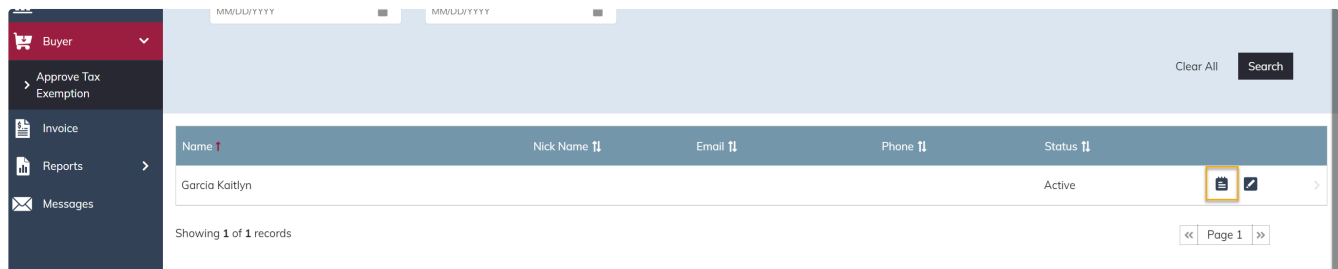 MM/DD/YYYY MM/DD/YYYY
Buyer
Clear All Search
Approve Tax
Exemption
Invoice
Name Nick Name Email Phone Status
Reports
Garcia Kaitlyn Active
Messages
Showing 1 of 1 records « Page 1 »